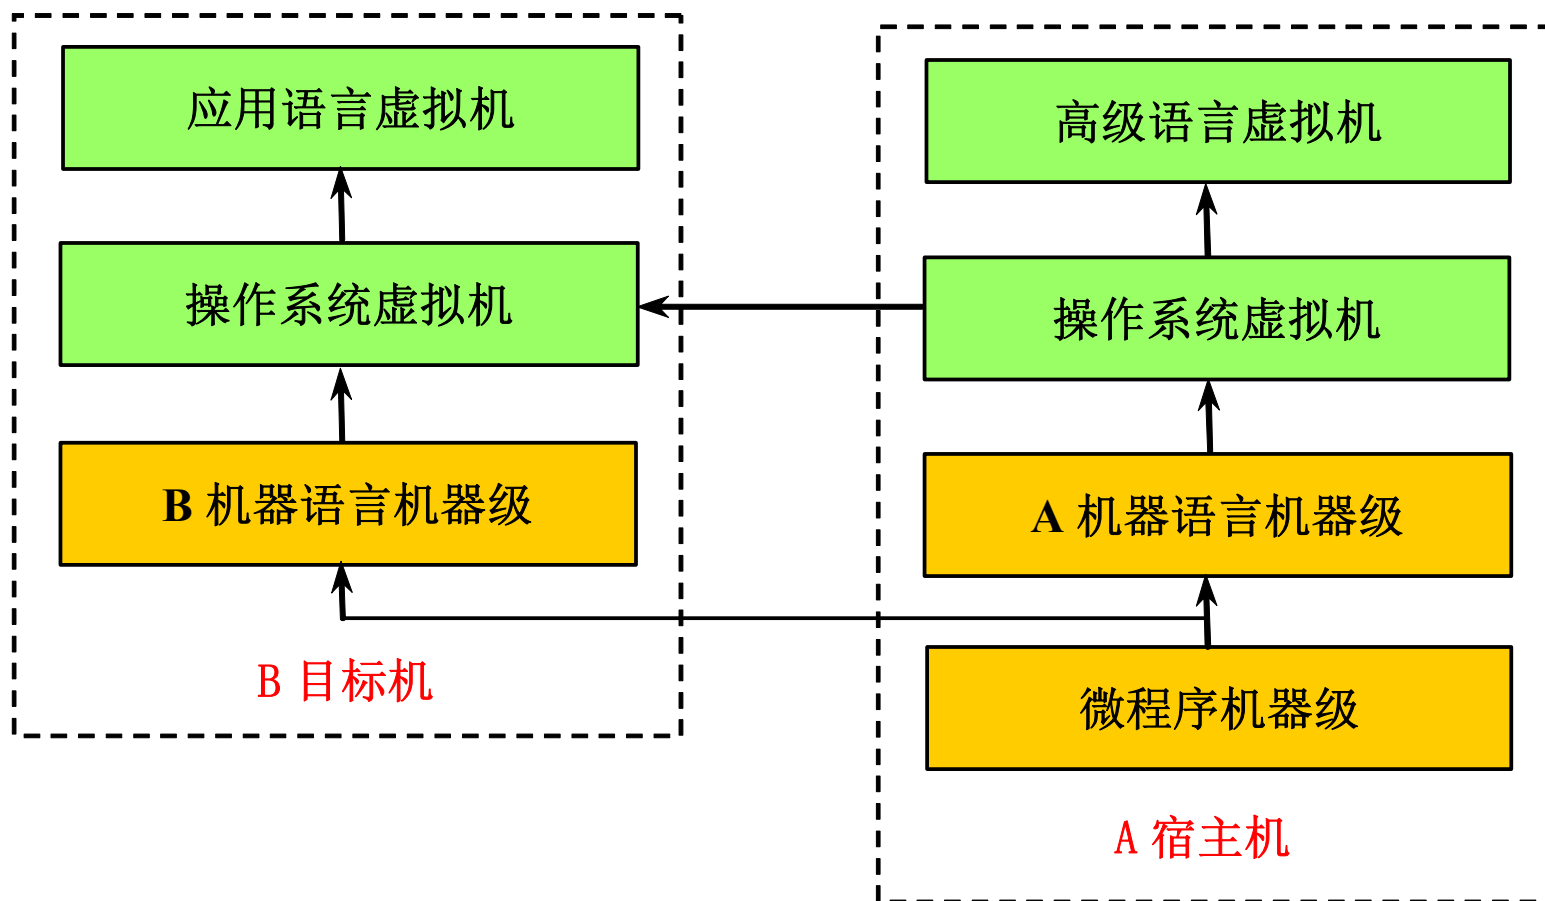 应用语言虚拟机
操作系统虚拟机
B 机器语言机器级
B 目标机
高级语言虚拟机
操作系统虚拟机
A 机器语言机器级
微程序机器级
A 宿主机